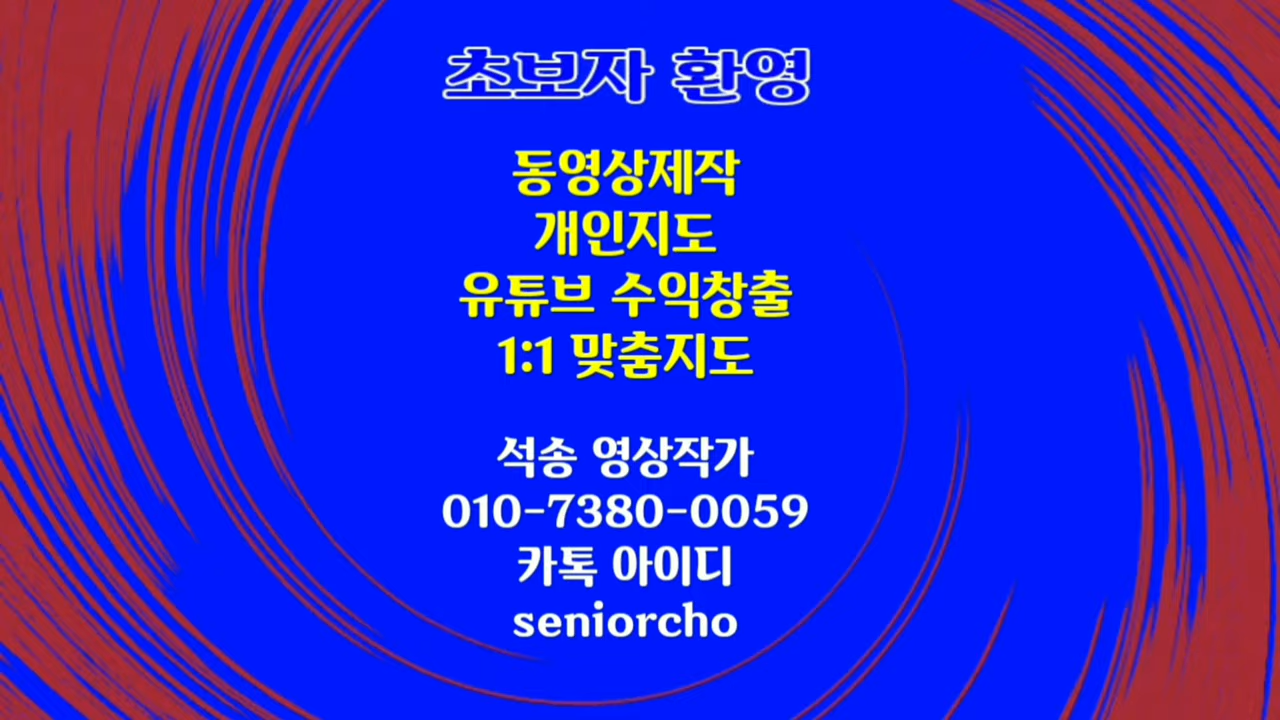 초보자 환영
동영상제작
개인지도
유튜브 수익창출
1:1 맞춤지도
석송 영상작가
010-7380-0059
카톡 아이디
seniorcho